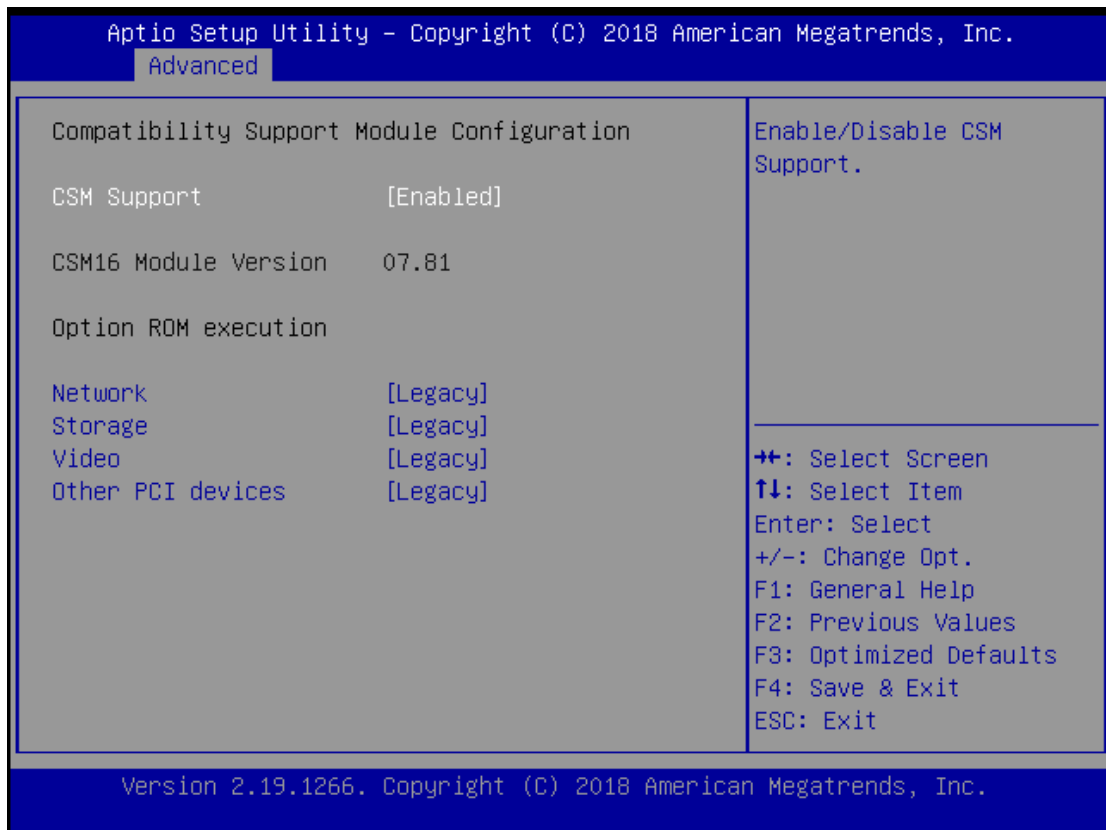 Aptio Setup Utility – Copyright (C) 2018 American Megatrends, Inc.
Advanced
Compatibility Support Module Configuration
CSM Support [Enabled]
CSM16 Module Version 07.81
Option ROM execution
Network [Legacy]
Storage [Legacy]
Video [Legacy]
Other PCI devices [Legacy]
Enable/Disable CSM
Support.
→←: Select Screen
↑↓: Select Item
Enter: Select
+/-: Change Opt.
F1: General Help
F2: Previous Values
F3: Optimized Defaults
F4: Save & Exit
ESC: Exit
Version 2.19.1266. Copyright (C) 2018 American Megatrends, Inc.